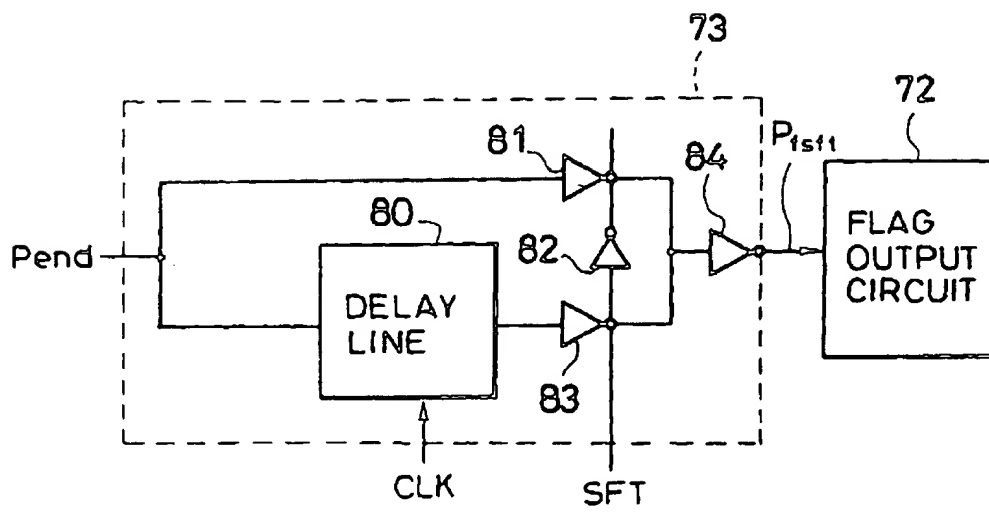 73
72
81
84
Pfsft
80
82
FLAG
OUTPUT
CIRCUIT
Pend
DELAY
LINE
83
CLK
SFT